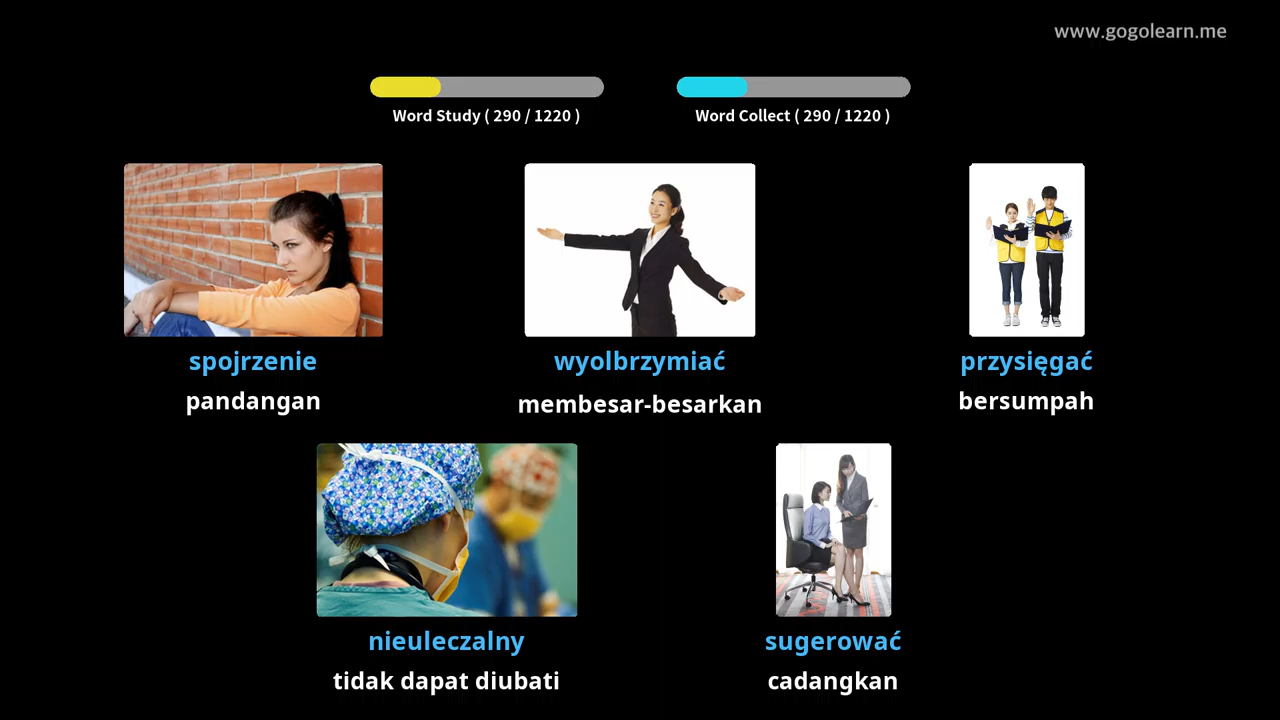 www.gogolearn.me
Word Study ( 290 / 1220 )
Word Collect ( 290 / 1220 )
spojrzenie
pandangan
wyolbrzymiać
membesar-besarkan
przysięgać
bersumpah
nieuleczalny
tidak dapat diubati
sugerować
cadangkan